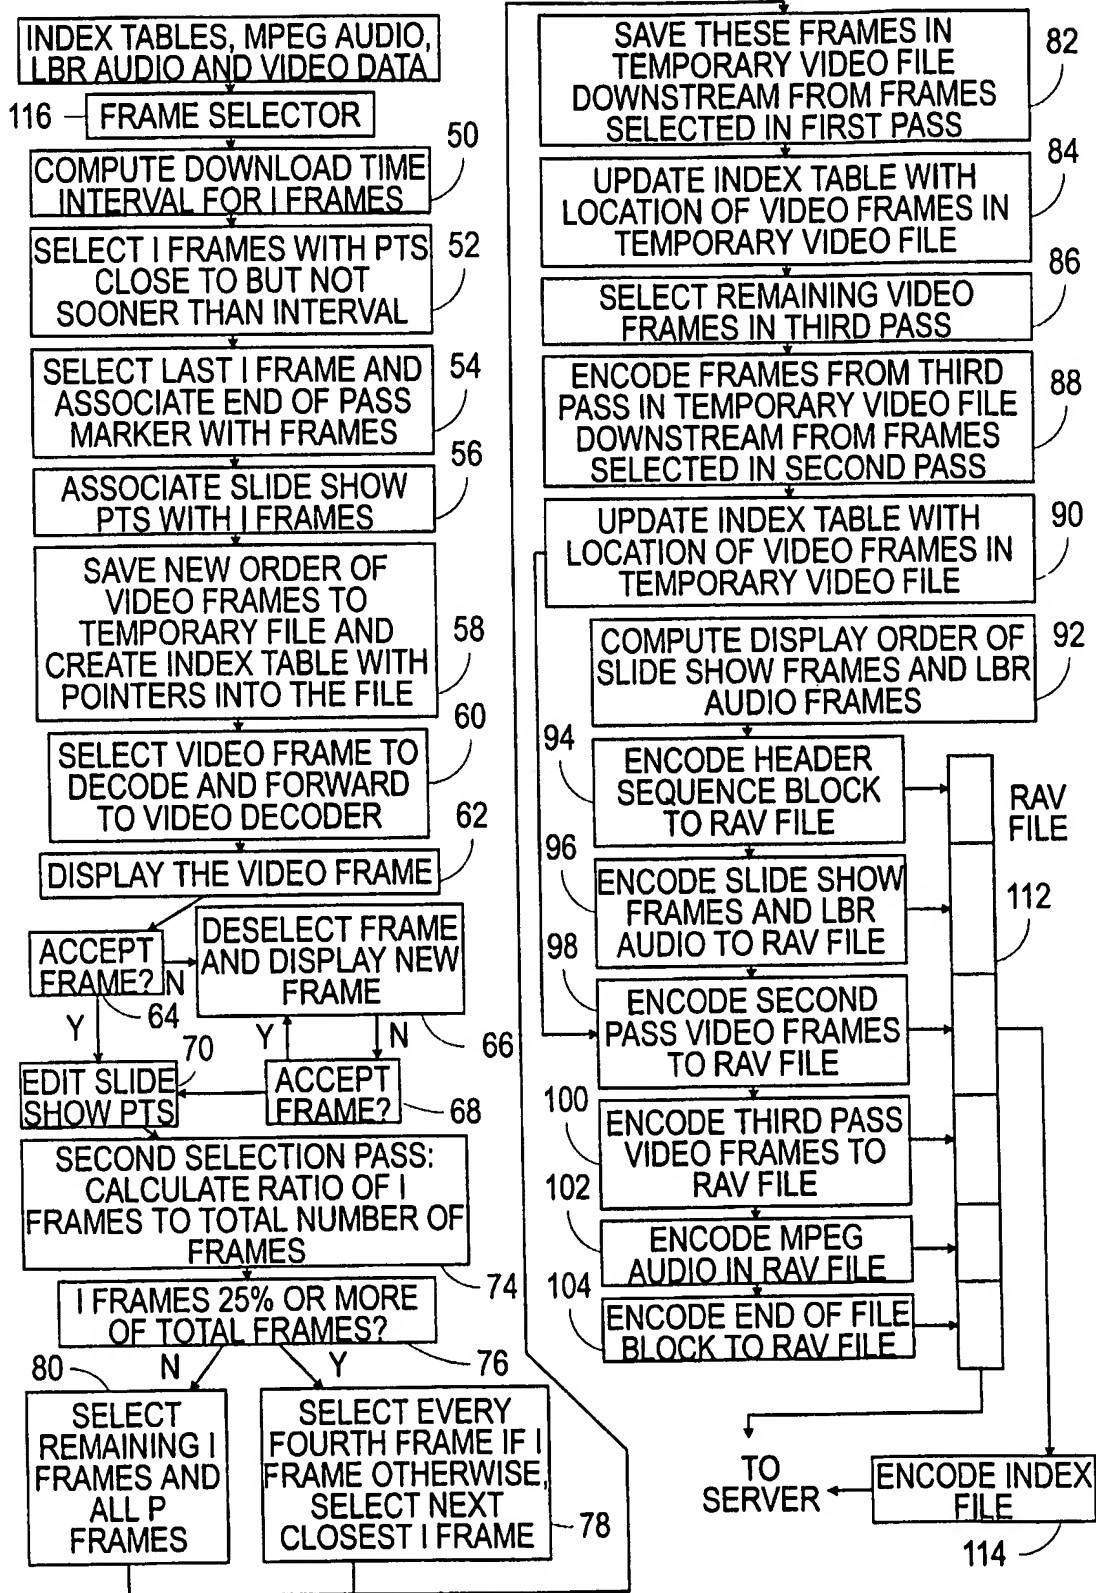 INDEX TABLES, MPEG AUDIO,
LBR AUDIO AND VIDEO DATA
116
FRAME SELECTOR
50
COMPUTE DOWNLOAD TIME
INTERVAL FOR I FRAMES
SELECT I FRAMES WITH PTS
CLOSE TO BUT NOT
SOONER THAN INTERVAL
52
SELECT LAST I FRAME AND
ASSOCIATE END OF PASS
MARKER WITH FRAMES
54
56
ASSOCIATE SLIDE SHOW
PTS WITH I FRAMES
SAVE NEW ORDER OF
VIDEO FRAMES TO
TEMPORARY FILE AND
CREATE INDEX TABLE WITH
POINTERS INTO THE FILE
58
60
SELECT VIDEO FRAME TO
DECODE AND FORWARD
TO VIDEO DECODER
62
DISPLAY THE VIDEO FRAME
ACCEPT
FRAME?
N
64
DESELECT FRAME
AND DISPLAY NEW
FRAME
66
Y
70
Y
N
EDIT SLIDE
SHOW PTS
ACCEPT
FRAME?
68
SECOND SELECTION PASS:
CALCULATE RATIO OF I
FRAMES TO TOTAL NUMBER OF
FRAMES
74
I FRAMES 25% OR MORE
OF TOTAL FRAMES?
76
80
N
Y
SELECT
REMAINING I
FRAMES AND
ALL P
FRAMES
SELECT EVERY
FOURTH FRAME IF I
FRAME OTHERWISE,
SELECT NEXT
CLOSEST I FRAME
78
SAVE THESE FRAMES IN
TEMPORARY VIDEO FILE
DOWNSTREAM FROM FRAMES
SELECTED IN FIRST PASS
82
84
UPDATE INDEX TABLE WITH
LOCATION OF VIDEO FRAMES IN
TEMPORARY VIDEO FILE
86
SELECT REMAINING VIDEO
FRAMES IN THIRD PASS
ENCODE FRAMES FROM THIRD
PASS IN TEMPORARY VIDEO FILE
DOWNSTREAM FROM FRAMES
SELECTED IN SECOND PASS
88
UPDATE INDEX TABLE WITH
LOCATION OF VIDEO FRAMES IN
TEMPORARY VIDEO FILE
90
COMPUTE DISPLAY ORDER OF
SLIDE SHOW FRAMES AND LBR
AUDIO FRAMES
92
94
ENCODE HEADER
SEQUENCE BLOCK
TO RAV FILE
RAV
FILE
96
ENCODE SLIDE SHOW
FRAMES AND LBR
AUDIO TO RAV FILE
112
98
ENCODE SECOND
PASS VIDEO FRAMES
TO RAV FILE
100
ENCODE THIRD PASS
VIDEO FRAMES TO
RAV FILE
102
ENCODE MPEG
AUDIO IN RAV FILE
104
ENCODE END OF FILE
BLOCK TO RAV FILE
TO
SERVER
ENCODE INDEX
FILE
114